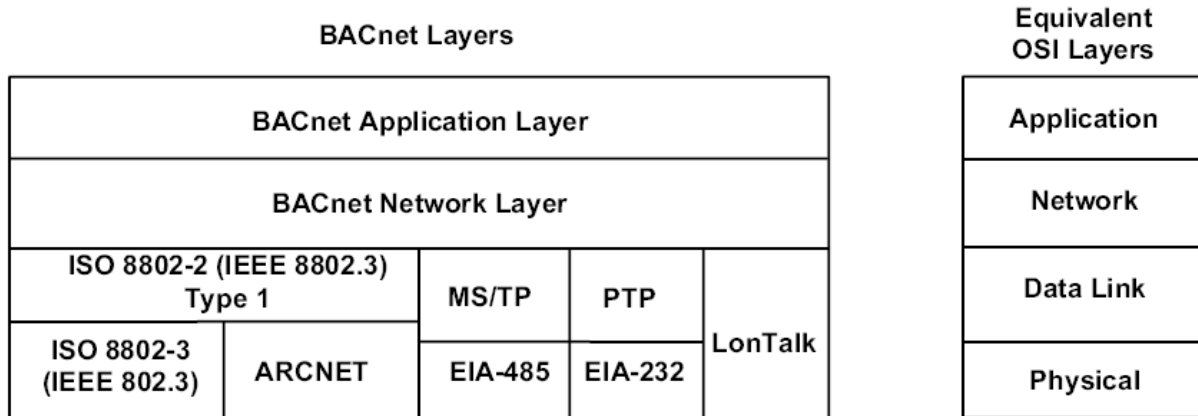 BACnet Layers
Equivalent
OSI Layers
BACnet Application Layer
Application
BACnet Network Layer
Network
ISO 8802-2 (IEEE 8802.3)
Type 1
MS/TP
PTP
LonTalk
Data Link
ISO 8802-3
(IEEE 802.3)
ARCNET
EIA-485
EIA-232
Physical